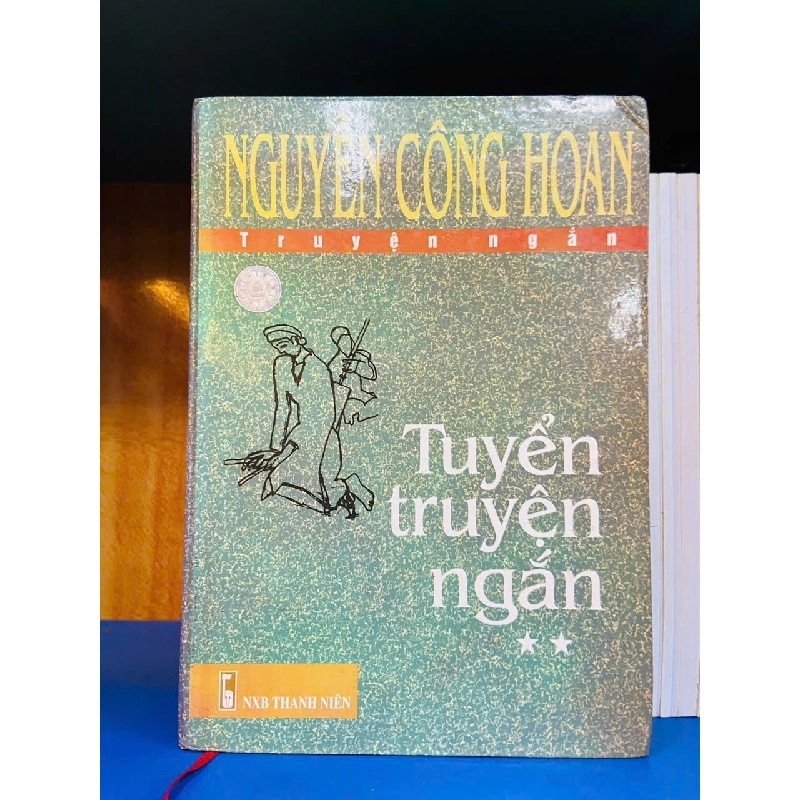 NGUYỄN CÔNG HOAN
Truyện ngắn
Tuyển
truyện
ngắn
★★
NXB THANH NIÊN